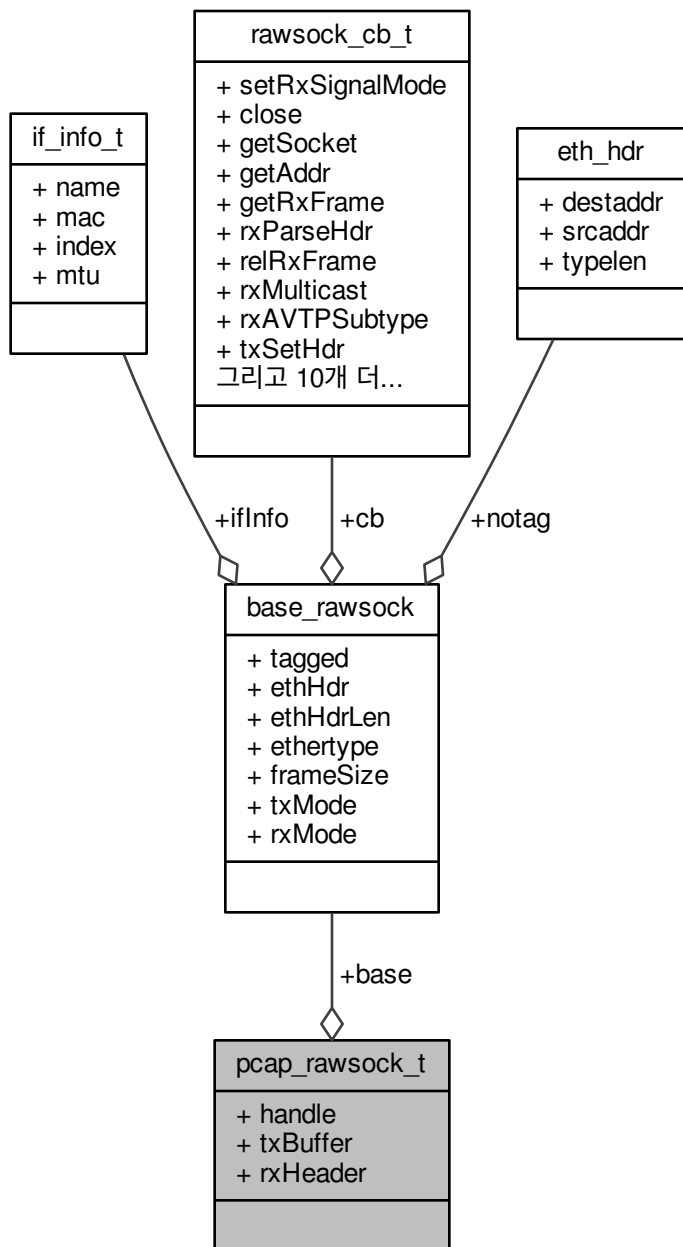 rawsock_cb_t
+ setRxSignalMode
+ close
+ getSocket
+ getAddr
+ getRxFrame
+ rxParseHdr
+ relRxFrame
+ rxMulticast
+ rxAVTPSubtype
+ txSetHdr
그리고 10개 더...
if_info_t
+ name
+ mac
+ index
+ mtu
eth_hdr
+ destaddr
+ srcaddr
+ typelen
+ifInfo
+cb
+notag
base_rawsock
+ tagged
+ ethHdr
+ ethHdrLen
+ ethertype
+ frameSize
+ txMode
+ rxMode
+base
pcap_rawsock_t
+ handle
+ txBuffer
+ rxHeader